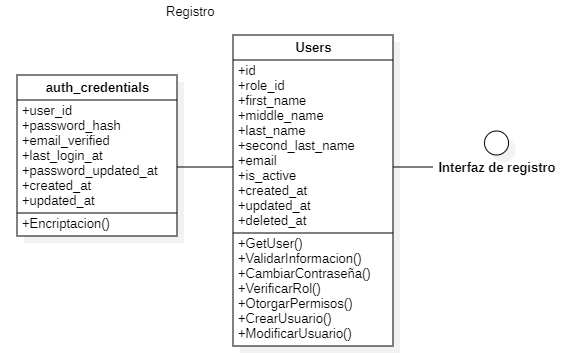 Registro
auth_credentials
+user_id
+password_hash
+email_verified
+last_login_at
+password_updated_at
+created_at
+updated_at
+Encriptacion()
Users
+id
+role_id
+first_name
+middle_name
+last_name
+second_last_name
+email
+is_active
+created_at
+updated_at
+deleted_at
+GetUser()
+ValidarInformacion()
+CambiarContraseña()
+VerificarRol()
+OtorgarPermisos()
+CrearUsuario()
+ModificarUsuario()
Interfaz de registro